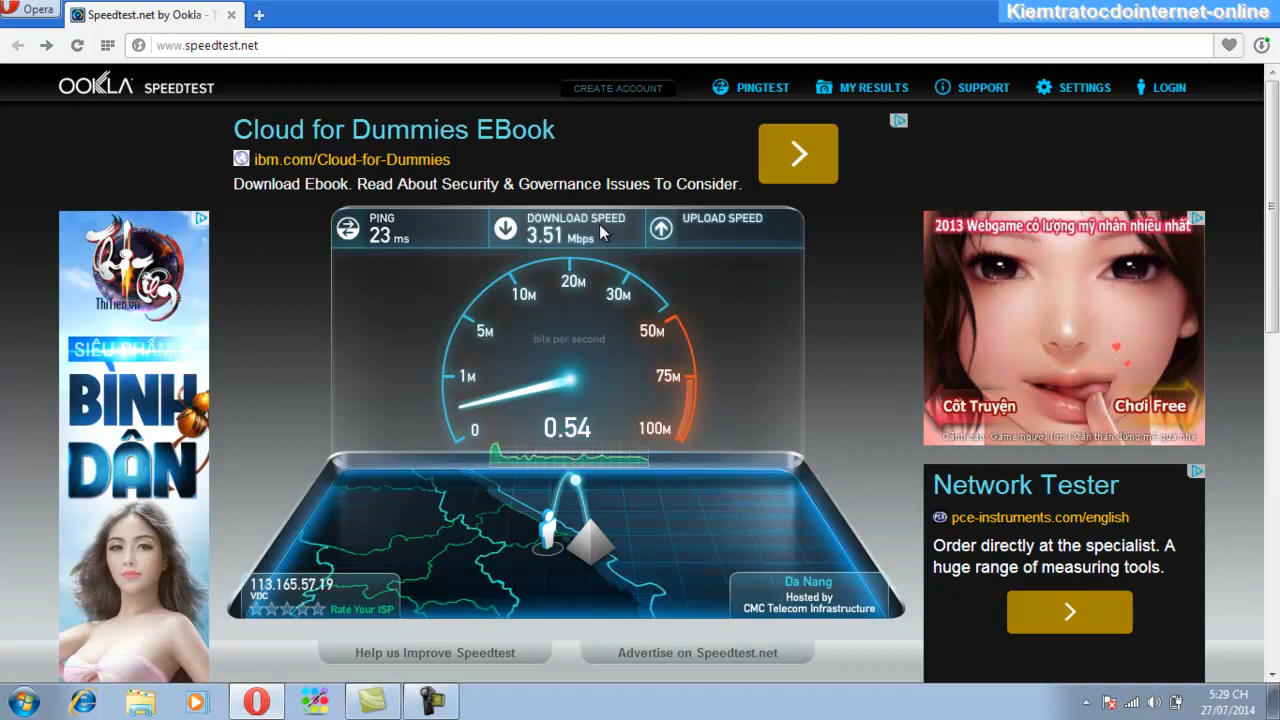 Opera
Speedtest.net by Ookla - T
Kiemtratocdointernet-online
www.speedtest.net
OOKLA SPEEDTEST
CREATE ACCOUNT
PINGTEST
MY RESULTS
SUPPORT
SETTINGS
LOGIN
Cloud for Dummies EBook
ibm.com/Cloud-for-Dummies
Download Ebook. Read About Security & Governance Issues To Consider.
ThiTien.vn
SIÊU PHẨM
BÌNH
DÂN
PING
23 ms
DOWNLOAD SPEED
3.51 Mbps
UPLOAD SPEED
20M
10M
30M
5M
50M
bits per second
1M
75M
0
0.54
100M
113.165.57.19
VDC
Rate Your ISP
Da Nang
Hosted by
CMC Telecom Infrastructure
Help us Improve Speedtest
Advertise on Speedtest.net
2013 Webgame có lượng mỹ nhân nhiều nhất
Cốt Truyện
Chơi Free
Network Tester
pce-instruments.com/english
Order directly at the specialist. A
huge range of measuring tools.
5:29 CH
27/07/2014